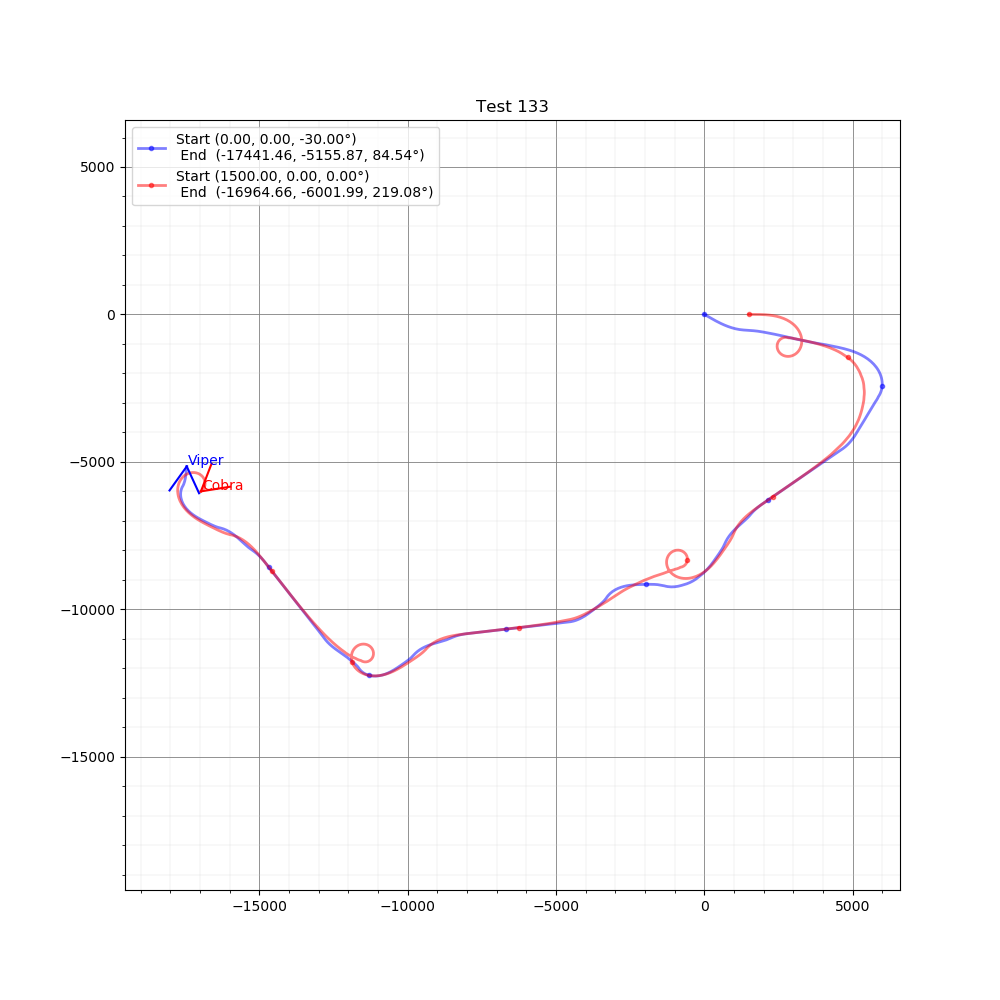 Test 133
Start (0.00, 0.00, -30.00°)
End  (-17441.46, -5155.87, 84.54°)
Start (1500.00, 0.00, 0.00°)
End  (-16964.66, -6001.99, 219.08°)
5000
0
−5000
−10000
−15000
Viper
Cobra
−15000
−10000
−5000
0
5000